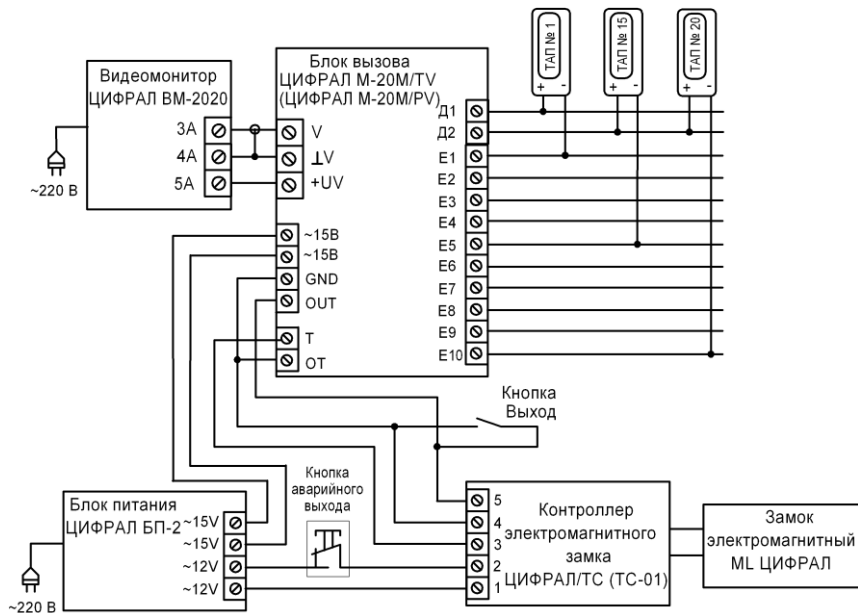 ТАП № 1
ТАП № 15
ТАП № 20
+ -
+ -
+ -
Видеомонитор
ЦИФРАЛ ВМ-2020
3А
4А
5А
~220 В
Блок вызова
ЦИФРАЛ М-20М/TV
(ЦИФРАЛ М-20М/PV)
V
⊥V
+UV
~15В
~15В
GND
OUT
Т
ОТ
Д1
Д2
Е1
Е2
Е3
Е4
Е5
Е6
Е7
Е8
Е9
Е10
Кнопка
Выход
Блок питания
ЦИФРАЛ БП-2
~15V
~15V
~12V
~12V
~220 В
Кнопка
аварийного
выхода
5
4
3
2
1
Контроллер
электромагнитного
замка
ЦИФРАЛ/ТС (ТС-01)
Замок
электромагнитный
ML ЦИФРАЛ